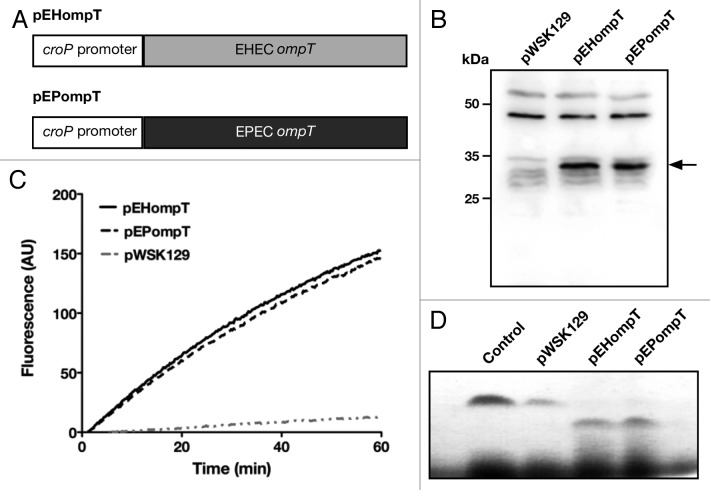 A
pEHompT
croP promoter
EHEC ompT
pEPompT
croP promoter
EPEC ompT
B
kDa
pWSK129
pEHompT
pEPompT
50
35
25
C
200
150
100
50
0
Fluorescence (AU)
pEHompT
pEPompT
pWSK129
0
20
40
60
Time (min)
D
Control
pWSK129
pEHompT
pEPompT